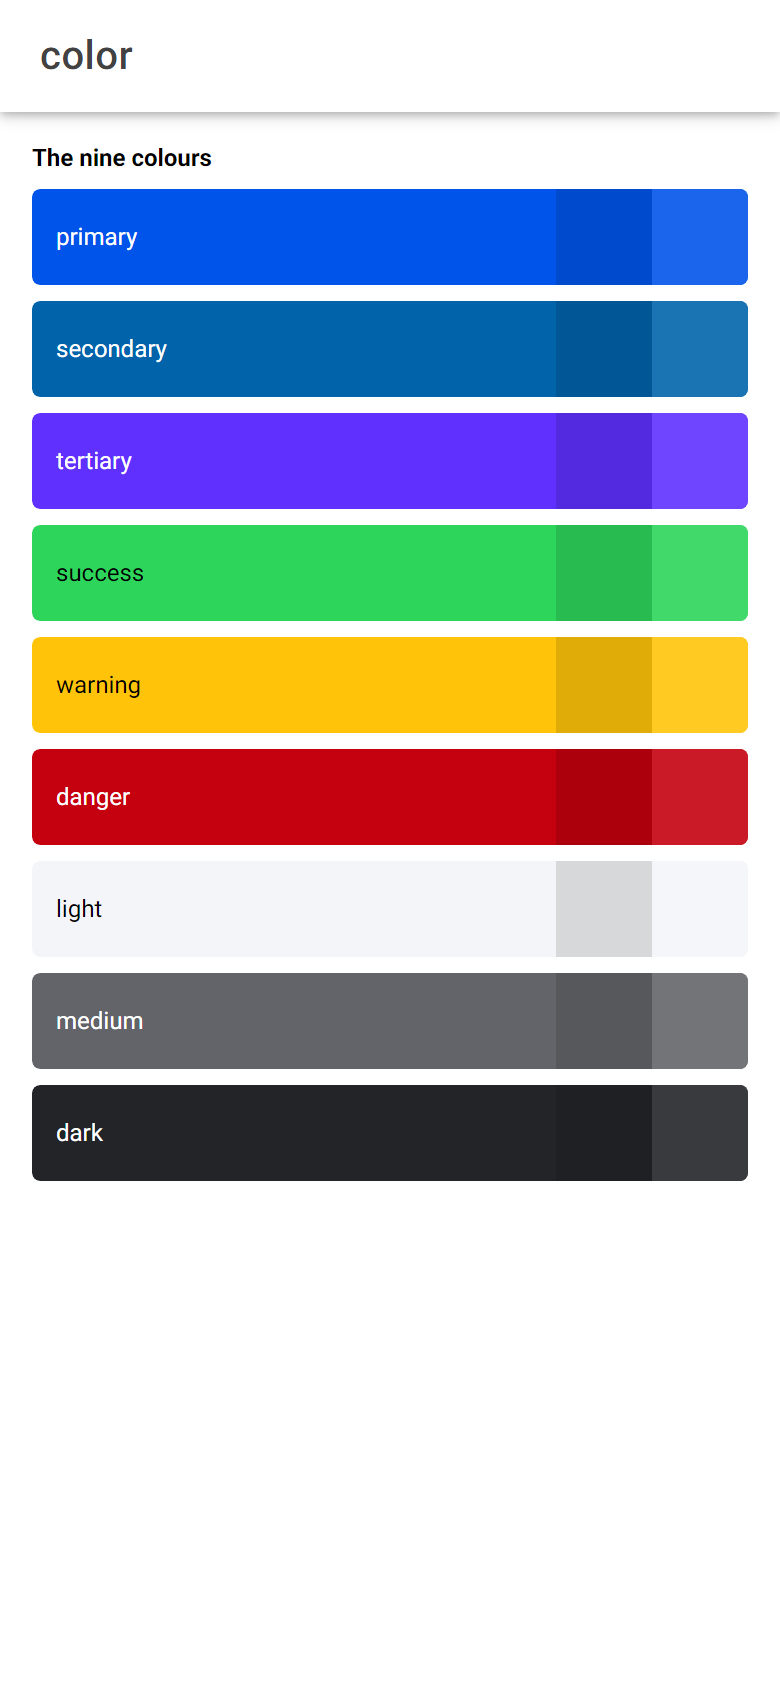 color
The nine colours
primary
secondary
tertiary
success
warning
danger
light
medium
dark